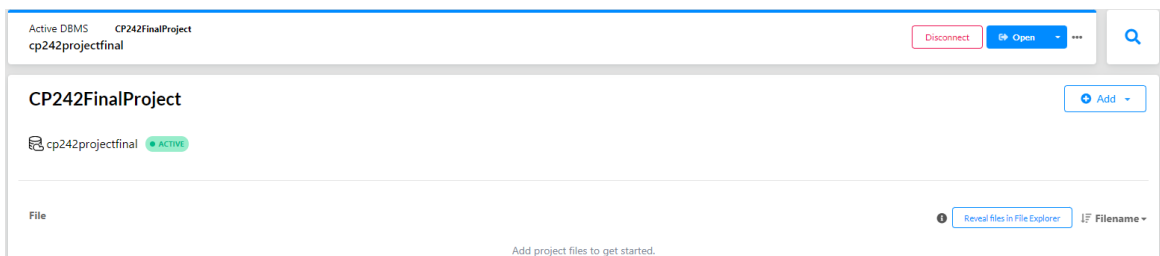 Active DBMS CP242FinalProject
cp242projectfinal
Disconnect Open
CP242FinalProject
Add
cp242projectfinal ACTIVE
File
Reveal files in File Explorer Filename
Add project files to get started.